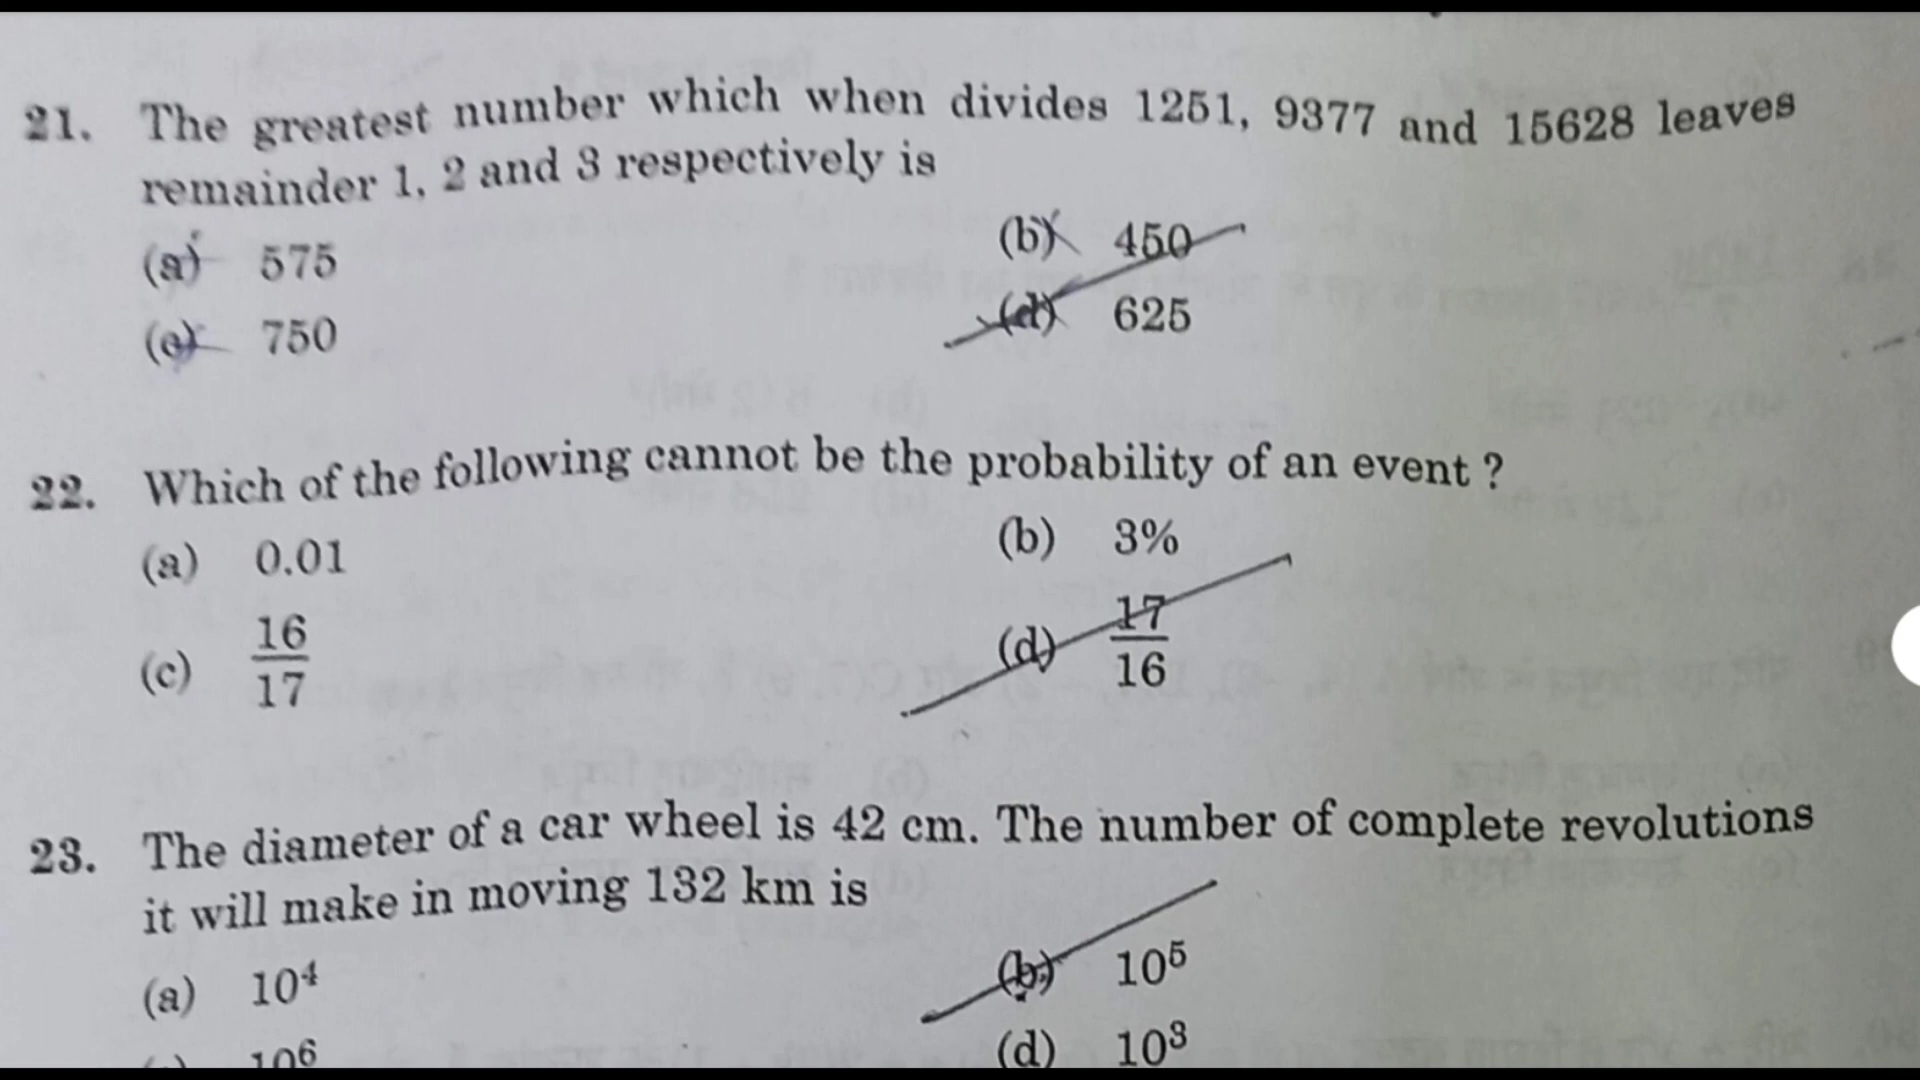 21. The greatest number which when divides 1251, 9377 and 15628 leaves
remainder 1, 2 and 3 respectively is
(a) 575 (b) 450
(c) 750 (d) 625
22. Which of the following cannot be the probability of an event ?
(a) 0.01 (b) 3%
(c) 16/17 (d) 17/16
23. The diameter of a car wheel is 42 cm. The number of complete revolutions
it will make in moving 132 km is
(a) 10⁴ (b) 10⁵
10⁶ (d) 10³